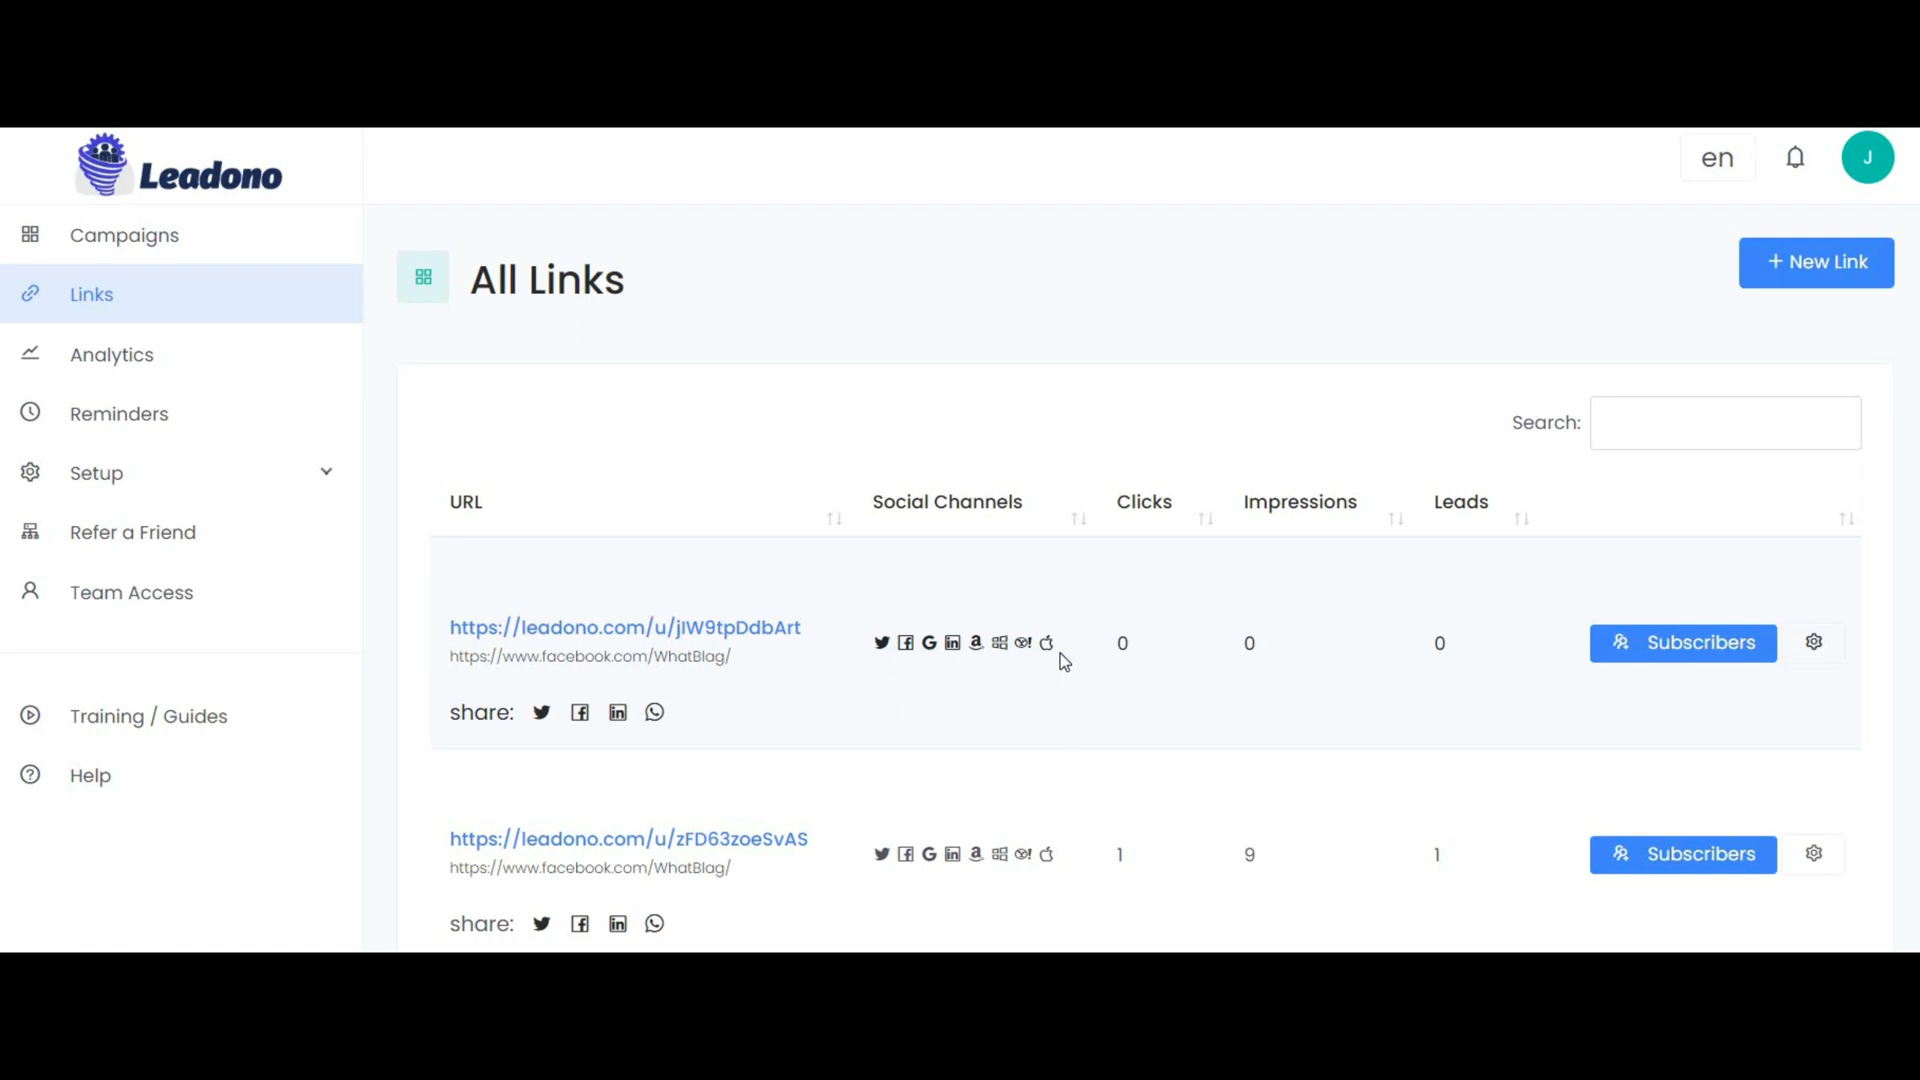 Leadono
en
J
Campaigns
Links
Analytics
Reminders
Setup
Refer a Friend
Team Access
Training / Guides
Help
All Links
+ New Link
Search:
URL Social Channels Clicks Impressions Leads
https://leadono.com/u/jIW9tpDdbArt
https://www.facebook.com/WhatBlag/
0 0 0 Subscribers
share:
https://leadono.com/u/zFD63zoeSvAS
https://www.facebook.com/WhatBlag/
1 9 1 Subscribers
share: